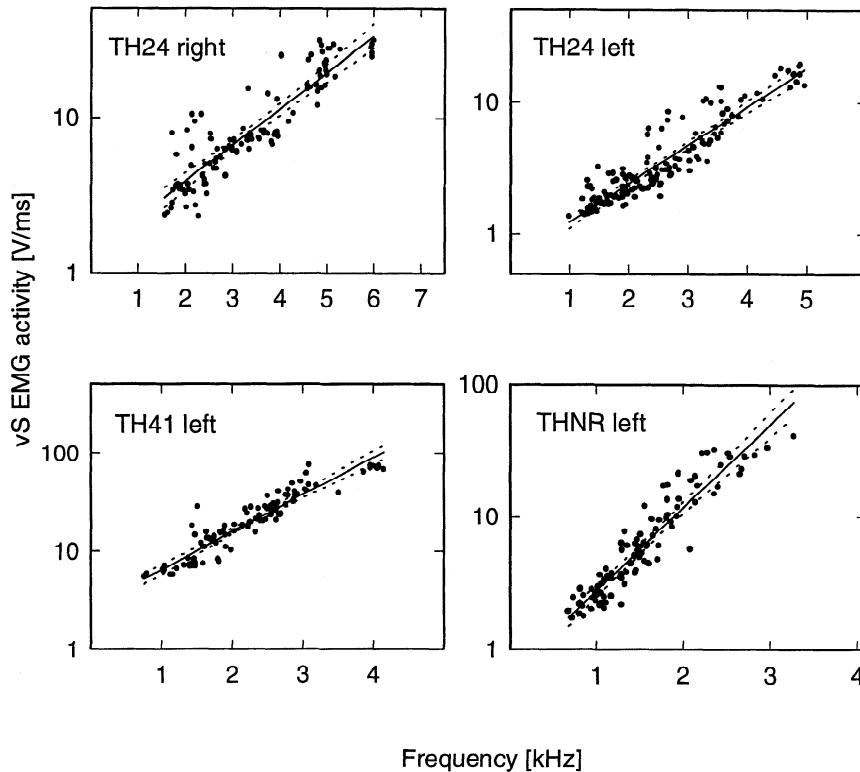 TH24 right
10
1
1 2 3 4 5 6 7
TH24 left
10
1
1 2 3 4 5
vS EMG activity [V/ms]
TH41 left
100
10
1
1 2 3 4
THNR left
100
10
1
1 2 3 4
Frequency [kHz]